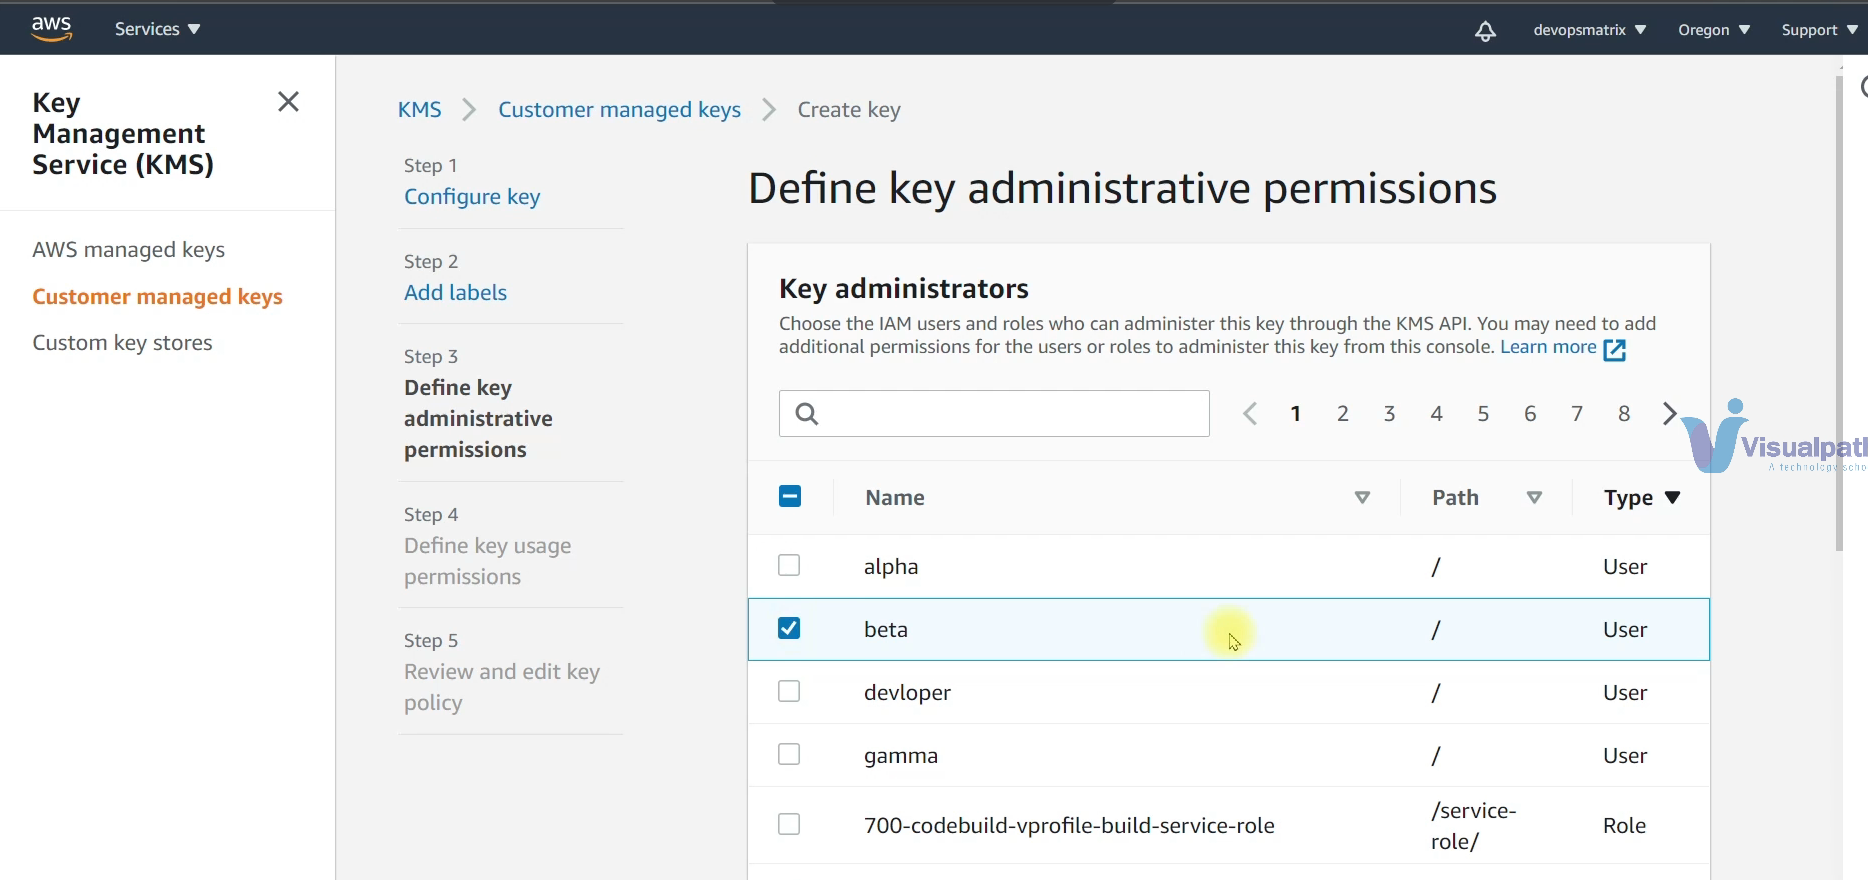 aws
Services
devopsmatrix
Oregon
Support
Key
Management
Service (KMS)
AWS managed keys
Customer managed keys
Custom key stores
KMS
Customer managed keys
Create key
Step 1
Configure key
Step 2
Add labels
Step 3
Define key
administrative
permissions
Step 4
Define key usage
permissions
Step 5
Review and edit key
policy
Define key administrative permissions
Key administrators
Choose the IAM users and roles who can administer this key through the KMS API. You may need to add
additional permissions for the users or roles to administer this key from this console. Learn more
1 2 3 4 5 6 7 8
Visualpat
A technology scho
Name Path Type
alpha / User
beta / User
devloper / User
gamma / User
700-codebuild-vprofile-build-service-role /service-
role/ Role